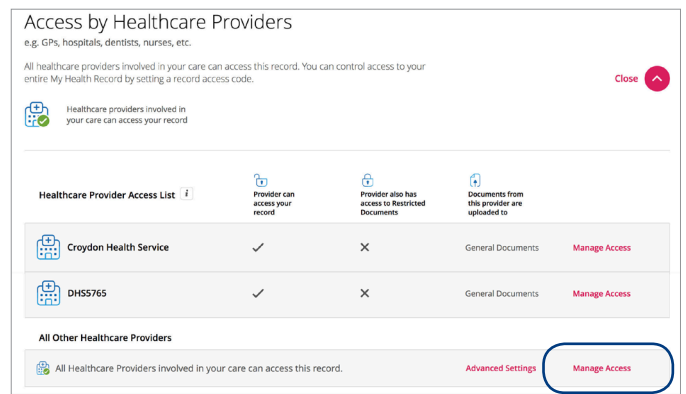 Access by Healthcare Providers
e.g. GPs, hospitals, dentists, nurses, etc.
All healthcare providers involved in your care can access this record. You can control access to your
entire My Health Record by setting a record access code.
Close
Healthcare providers involved in
your care can access your record
Healthcare Provider Access List i
Provider can
access your
record
Provider also has
access to Restricted
Documents
Documents from
this provider are
uploaded to
Croydon Health Service
General Documents
Manage Access
DHS5765
General Documents
Manage Access
All Other Healthcare Providers
All Healthcare Providers involved in your care can access this record.
Advanced Settings
Manage Access